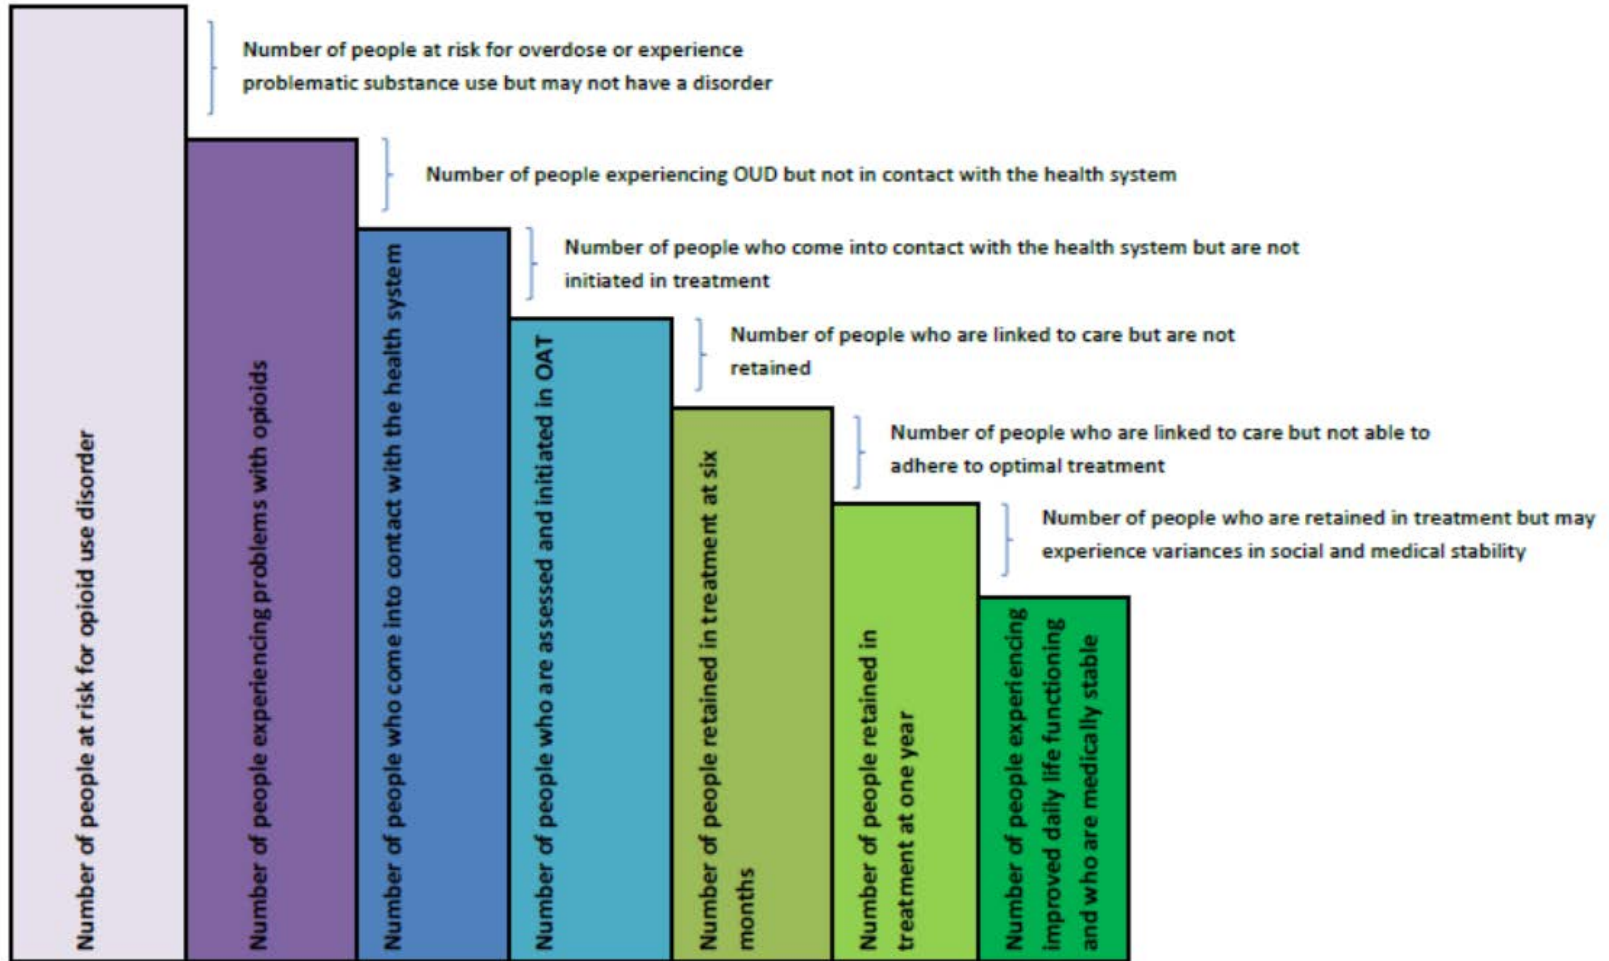 Number of people at risk for overdose or experience
problematic substance use but may not have a disorder
Number of people experiencing OUD but not in contact with the health system
Number of people who come into contact with the health system but are not
initiated in treatment
Number of people who are linked to care but are not
retained
Number of people who are linked to care but not able to
adhere to optimal treatment
Number of people who are retained in treatment but may
experience variances in social and medical stability
Number of people at risk for opioid use disorder
Number of people experiencing problems with opioids
Number of people who come into contact with the health system
Number of people who are assessed and initiated in OAT
Number of people retained in treatment at six
months
Number of people retained in
treatment at one year
Number of people experiencing
improved daily life functioning
and who are medically stable